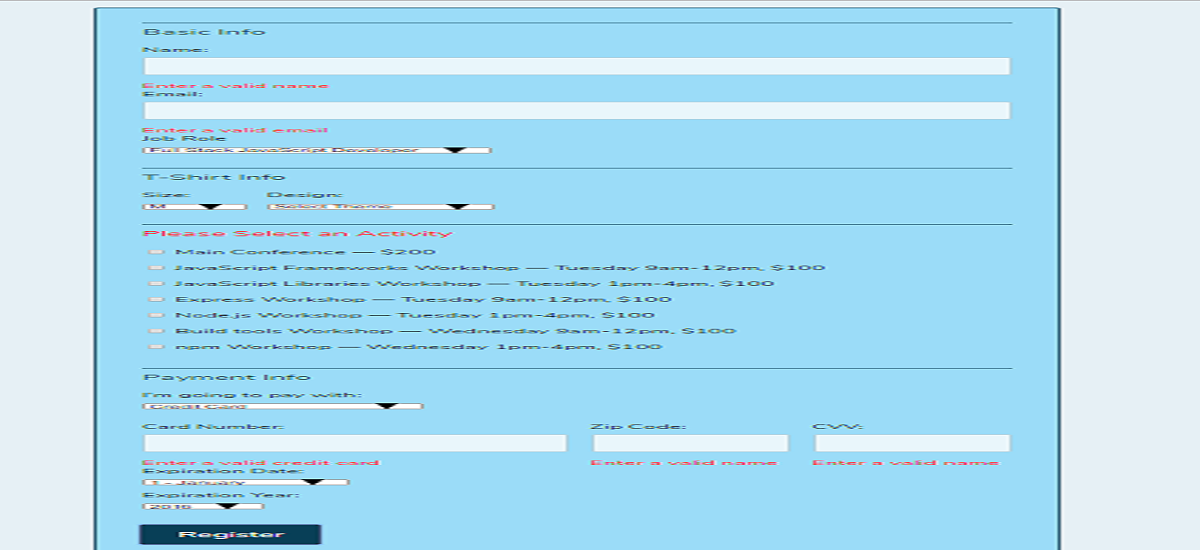 Basic Info
Name:
Enter a valid name
Email:
Enter a valid email
Job Role
Full Stack JavaScript Developer
T-Shirt Info
Size: Design:
M Select Theme
Please Select an Activity
Main Conference — $200
JavaScript Frameworks Workshop — Tuesday 9am-12pm, $100
JavaScript Libraries Workshop — Tuesday 1pm-4pm, $100
Express Workshop — Tuesday 9am-12pm, $100
Node.js Workshop — Tuesday 1pm-4pm, $100
Build tools Workshop — Wednesday 9am-12pm, $100
npm Workshop — Wednesday 1pm-4pm, $100
Payment Info
I'm going to pay with:
Credit Card
Card Number: Zip Code: CVV:
Enter a valid credit card Enter a valid name Enter a valid name
Expiration Date:
1 - January
Expiration Year:
2016
Register